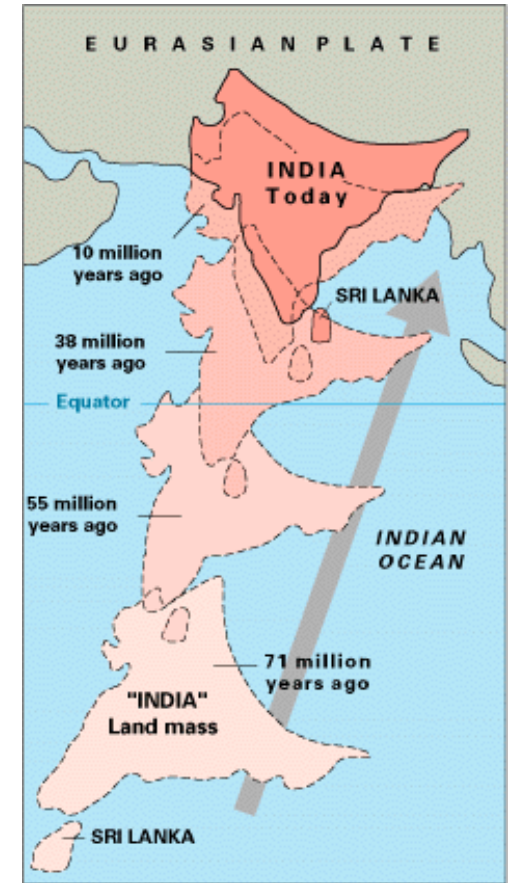 EURASIAN PLATE
INDIA
Today
10 million
years ago
SRI LANKA
38 million
years ago
Equator
55 million
years ago
INDIAN
OCEAN
71 million
years ago
"INDIA"
Land mass
SRI LANKA